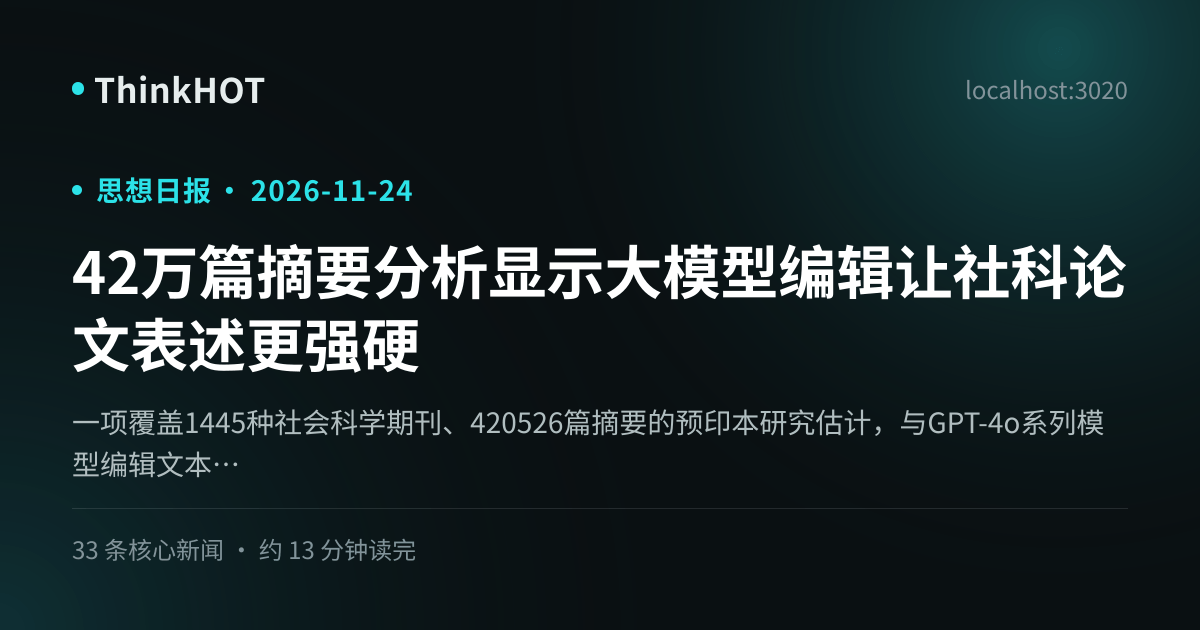 ThinkHOT
localhost:3020
思想日报 · 2026-11-24
42万篇摘要分析显示大模型编辑让社科论
文表述更强硬
一项覆盖1445种社会科学期刊、420526篇摘要的预印本研究估计，与GPT-4o系列模
型编辑文本…
33 条核心新闻 · 约 13 分钟读完